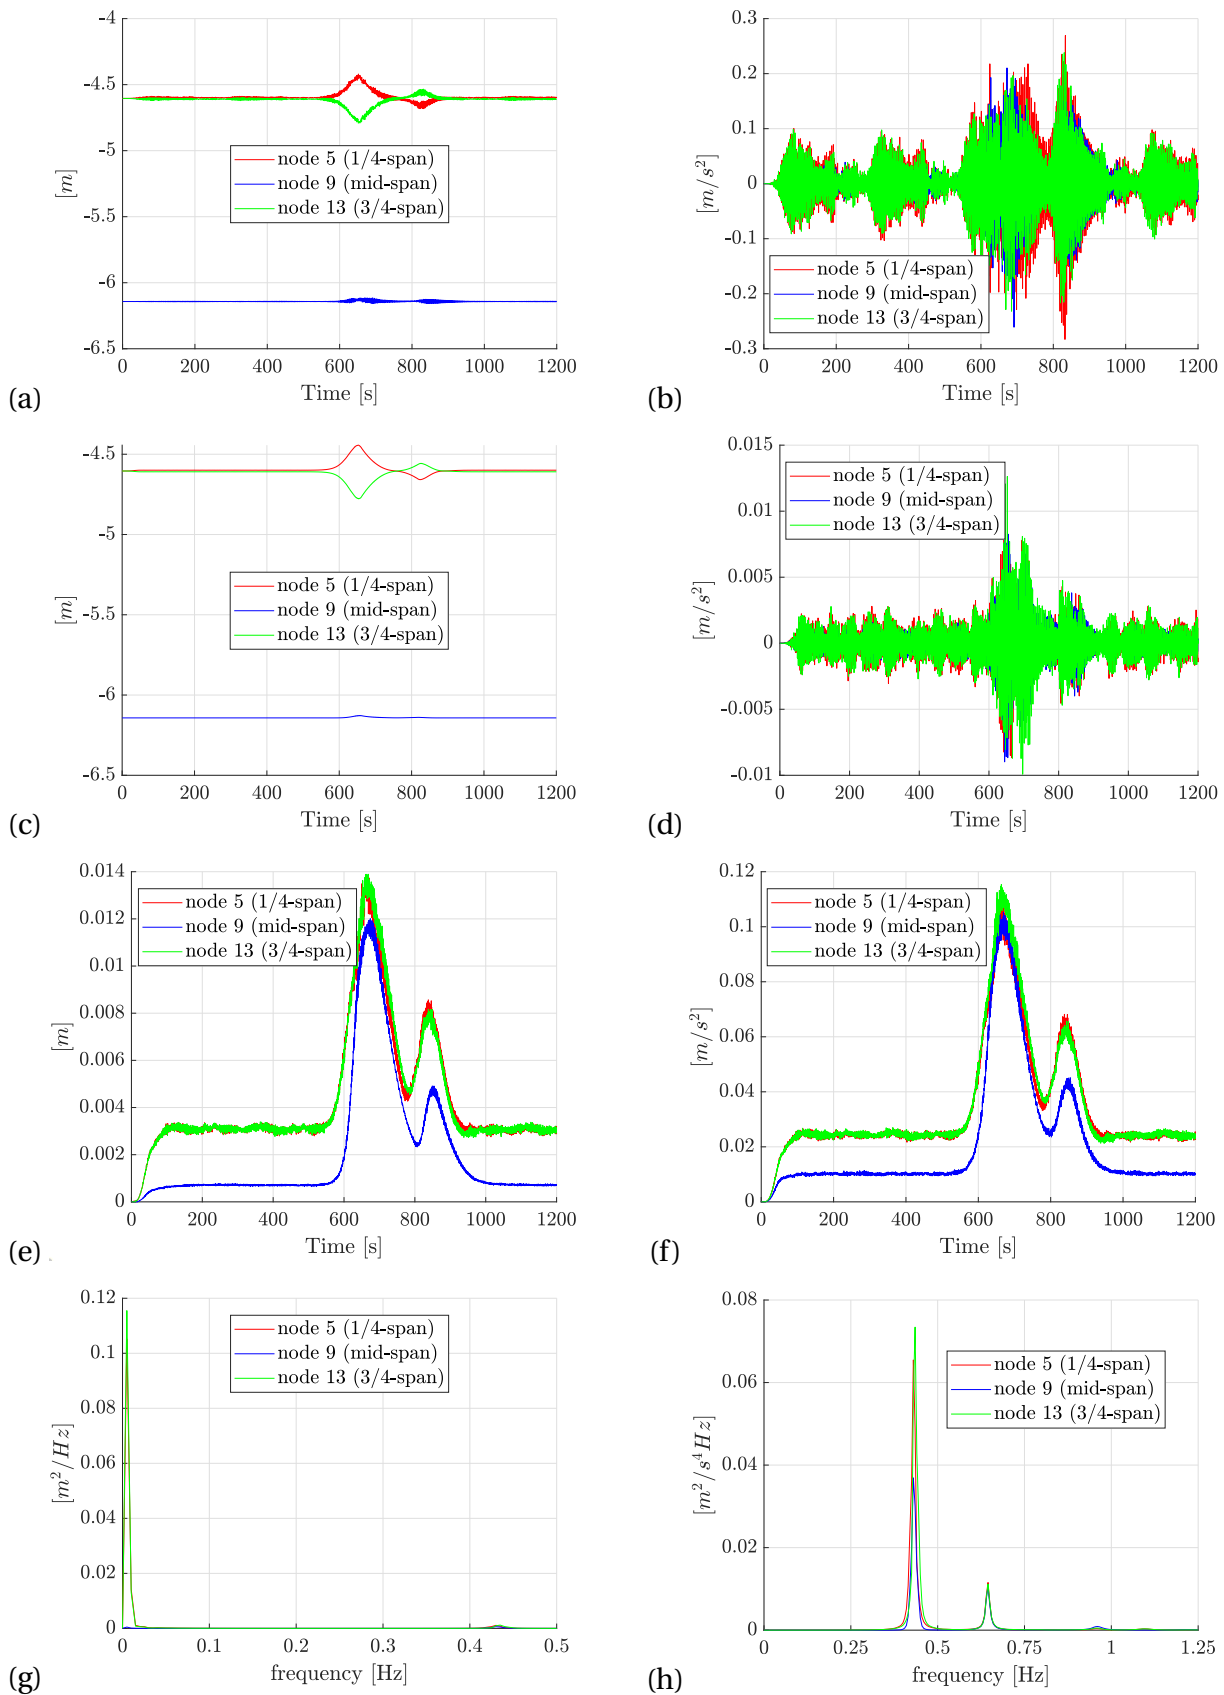 -4
-4.5
-5
-5.5
-6
-6.5
[m]
node 5 (1/4-span)
node 9 (mid-span)
node 13 (3/4-span)
0 200 400 600 800 1000 1200
Time [s]
(a)
0.3
0.2
0.1
0
-0.1
-0.2
-0.3
[m/s²]
node 5 (1/4-span)
node 9 (mid-span)
node 13 (3/4-span)
0 200 400 600 800 1000 1200
Time [s]
(b)
-4.5
-5
-5.5
-6
-6.5
[m]
node 5 (1/4-span)
node 9 (mid-span)
node 13 (3/4-span)
0 200 400 600 800 1000 1200
Time [s]
(c)
0.015
0.01
0.005
0
-0.005
-0.01
[m/s²]
node 5 (1/4-span)
node 9 (mid-span)
node 13 (3/4-span)
0 200 400 600 800 1000 1200
Time [s]
(d)
0.014
0.012
0.01
0.008
0.006
0.004
0.002
0
[m]
node 5 (1/4-span)
node 9 (mid-span)
node 13 (3/4-span)
0 200 400 600 800 1000 1200
Time [s]
(e)
0.12
0.1
0.08
0.06
0.04
0.02
0
[m/s²]
node 5 (1/4-span)
node 9 (mid-span)
node 13 (3/4-span)
0 200 400 600 800 1000 1200
Time [s]
(f)
0.12
0.1
0.08
0.06
0.04
0.02
0
[m²/Hz]
node 5 (1/4-span)
node 9 (mid-span)
node 13 (3/4-span)
0 0.1 0.2 0.3 0.4 0.5
frequency [Hz]
(g)
0.08
0.06
0.04
0.02
0
[m²/s⁴Hz]
node 5 (1/4-span)
node 9 (mid-span)
node 13 (3/4-span)
0 0.25 0.5 0.75 1 1.25
frequency [Hz]
(h)